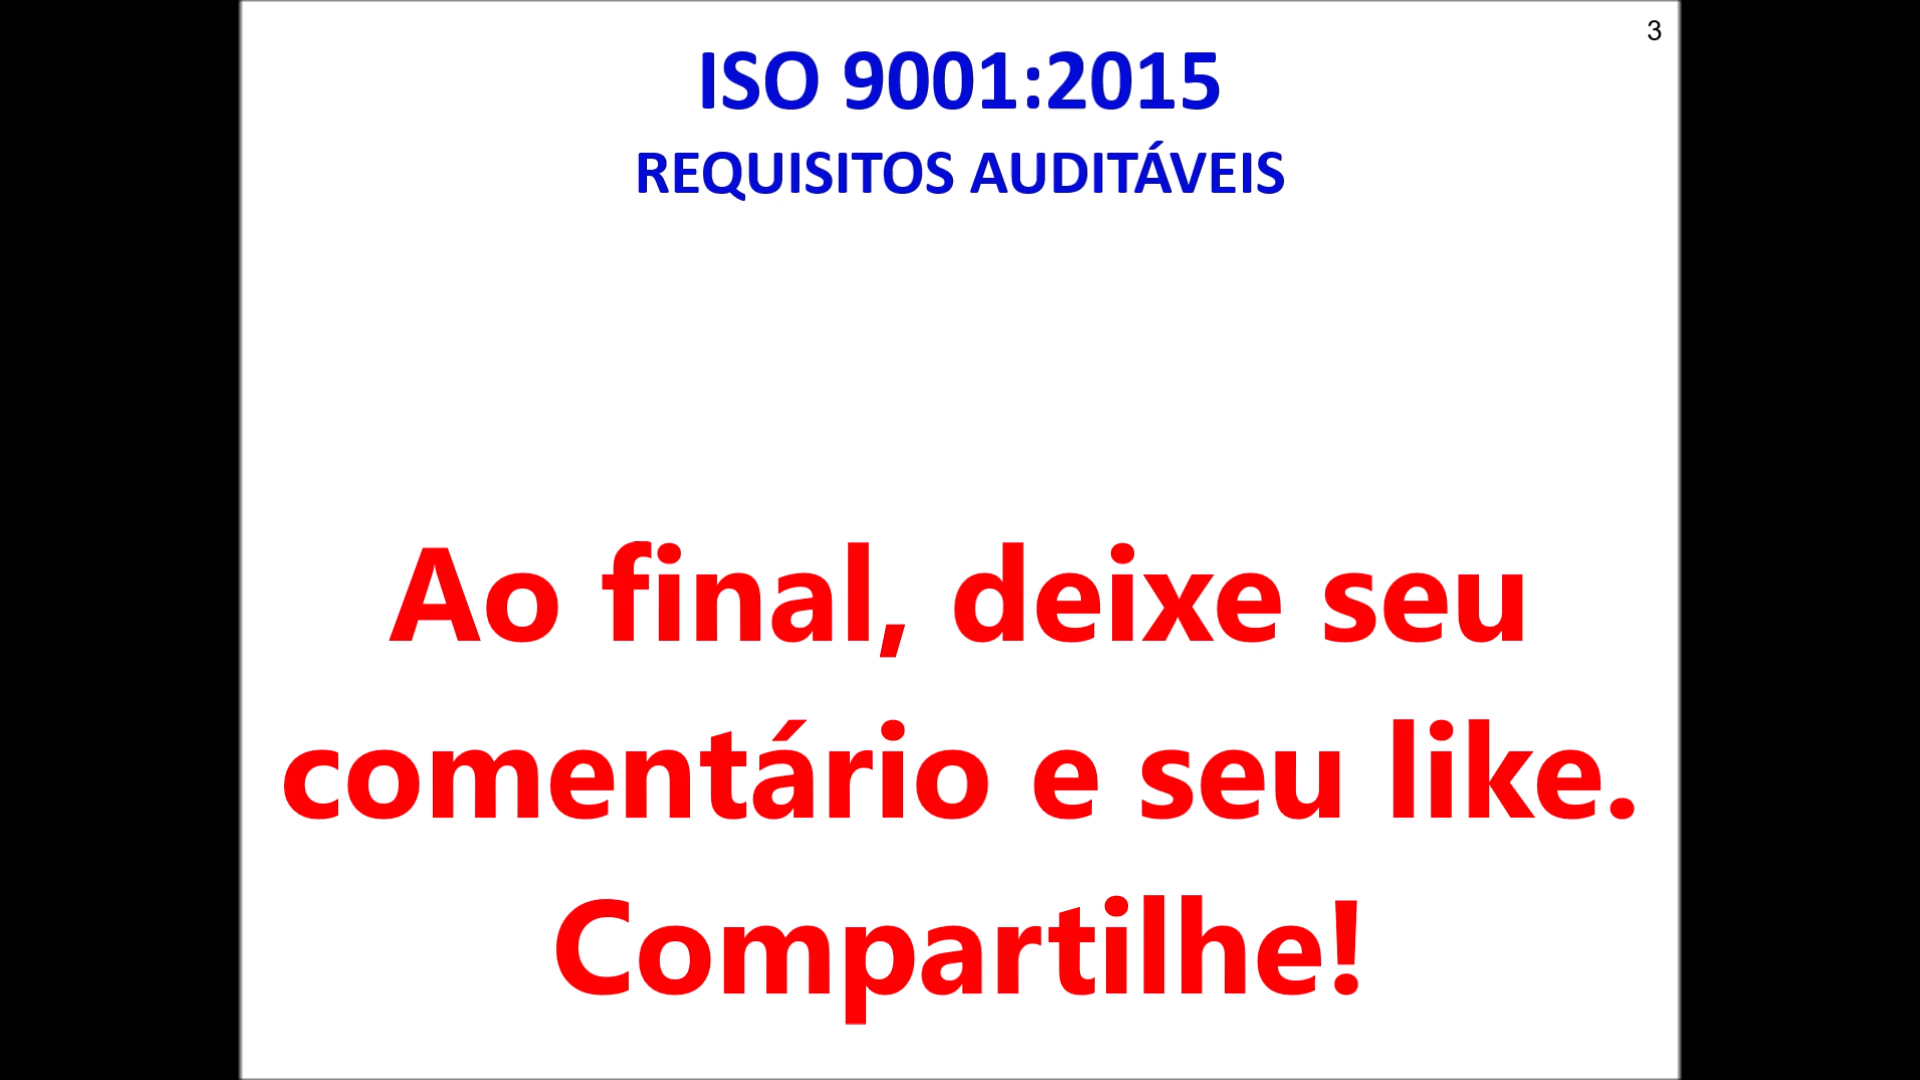 3
ISO 9001:2015
REQUISITOS AUDITÁVEIS
Ao final, deixe seu
comentário e seu like.
Compartilhe!